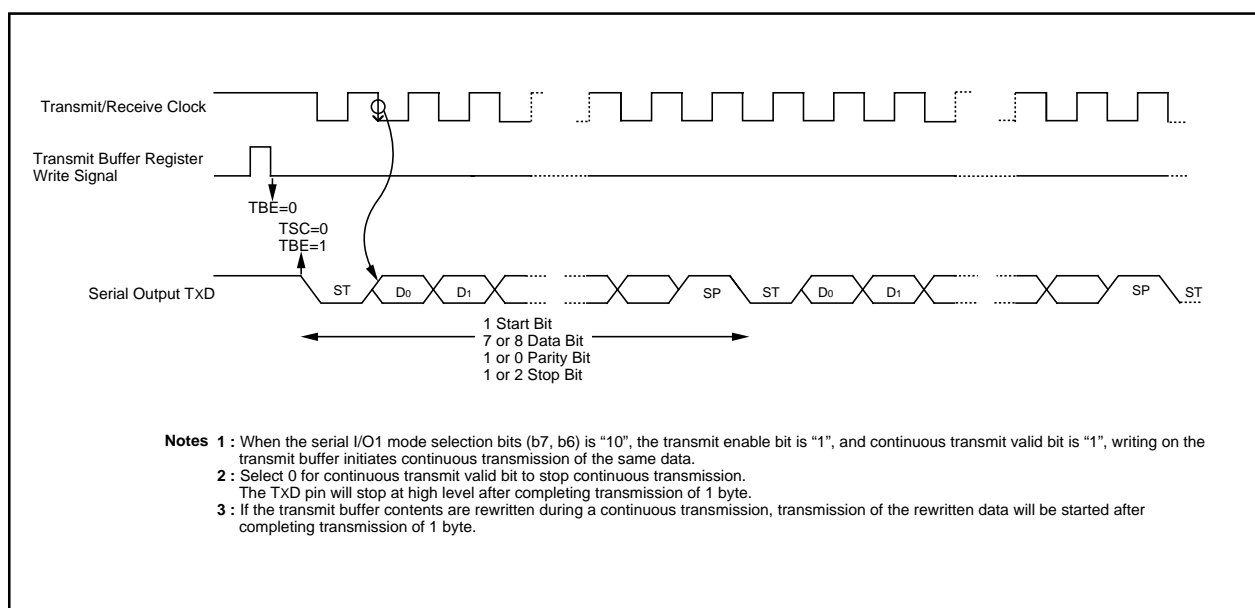 Transmit/Receive Clock
Transmit Buffer Register
Write Signal
TBE=0
TSC=0
TBE=1
Serial Output TXD
ST
D0
D1
SP
ST
D0
D1
SP
ST
1 Start Bit
7 or 8 Data Bit
1 or 0 Parity Bit
1 or 2 Stop Bit
Notes 1 : When the serial I/O1 mode selection bits (b7, b6) is “10”, the transmit enable bit is “1”, and continuous transmit valid bit is “1”, writing on the
transmit buffer initiates continuous transmission of the same data.
2 : Select 0 for continuous transmit valid bit to stop continuous transmission.
The TXD pin will stop at high level after completing transmission of 1 byte.
3 : If the transmit buffer contents are rewritten during a continuous transmission, transmission of the rewritten data will be started after
completing transmission of 1 byte.